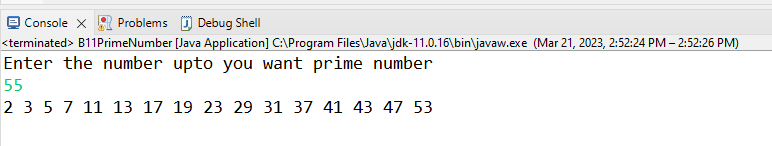 Console Problems Debug Shell
<terminated> B11PrimeNumber [Java Application] C:\Program Files\Java\jdk-11.0.16\bin\javaw.exe (Mar 21, 2023, 2:52:24 PM – 2:52:26 PM)
Enter the number upto you want prime number
55
2 3 5 7 11 13 17 19 23 29 31 37 41 43 47 53